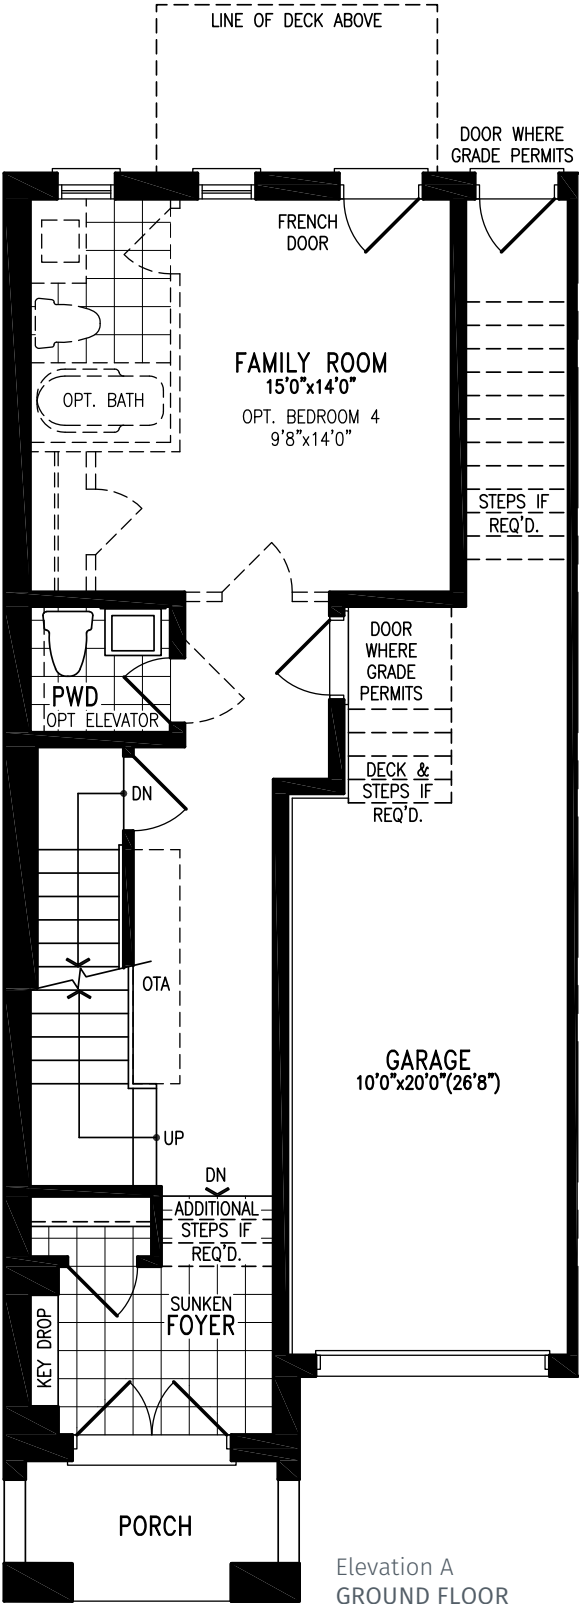 LINE OF DECK ABOVE
DOOR WHERE
GRADE PERMITS
FRENCH
DOOR
FAMILY ROOM
15'0"x14'0"
OPT. BEDROOM 4
9'8"x14'0"
OPT. BATH
STEPS IF
REQ'D.
DOOR
WHERE
GRADE
PERMITS
PWD
OPT ELEVATOR
DECK &
STEPS IF
REQ'D.
DN
OTA
GARAGE
10'0"x20'0"(26'8")
UP
DN
ADDITIONAL
STEPS IF
REQ'D.
SUNKEN
FOYER
KEY DROP
PORCH
Elevation A
GROUND FLOOR